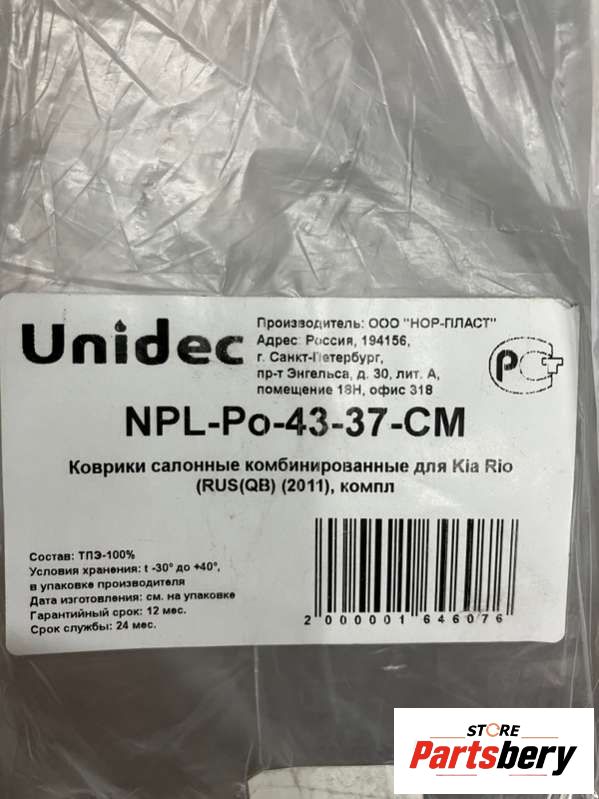 Unidec
Производитель: ООО "НОР-ПЛАСТ"
Адрес: Россия, 194156,
г. Санкт-Петербург,
пр-т Энгельса, д. 30, лит. А,
помещение 18Н, офис 318
РСТ
NPL-Po-43-37-CM
Коврики салонные комбинированные для Kia Rio
(RUS(QB) (2011), компл
Состав: ТПЭ-100%
Условия хранения: t -30° до +40°,
в упаковке производителя
Дата изготовления: см. на упаковке
Гарантийный срок: 12 мес.
Срок службы: 24 мес.
2 000001 646076
STORE
Partsbery